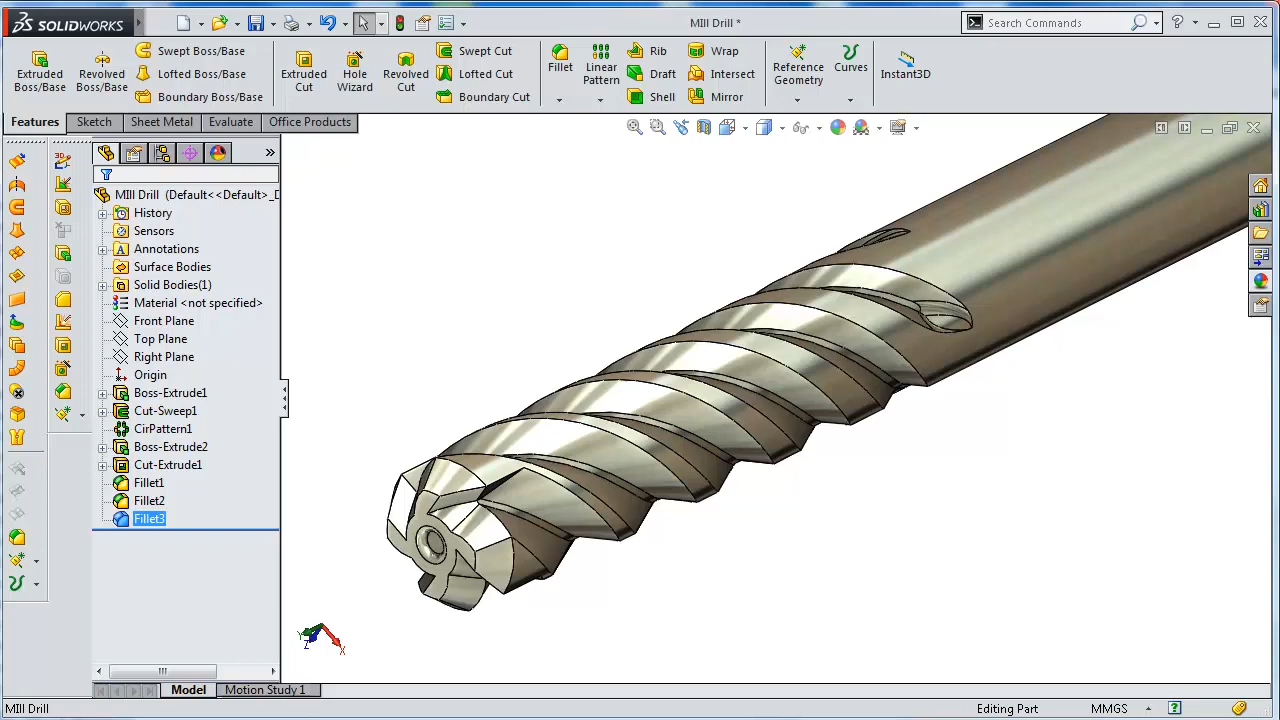 SOLIDWORKS
MIll Drill *
Search Commands
Extruded Boss/Base
Revolved Boss/Base
Swept Boss/Base
Lofted Boss/Base
Boundary Boss/Base
Extruded Cut
Hole Wizard
Revolved Cut
Swept Cut
Lofted Cut
Boundary Cut
Fillet
Linear Pattern
Rib
Draft
Shell
Wrap
Intersect
Mirror
Reference Geometry
Curves
Instant3D
Features
Sketch
Sheet Metal
Evaluate
Office Products
MIll Drill (Default<<Default>_D
History
Sensors
Annotations
Surface Bodies
Solid Bodies(1)
Material <not specified>
Front Plane
Top Plane
Right Plane
Origin
Boss-Extrude1
Cut-Sweep1
CirPattern1
Boss-Extrude2
Cut-Extrude1
Fillet1
Fillet2
Fillet3
Y
Z
X
Model
Motion Study 1
MIll Drill
Editing Part
MMGS